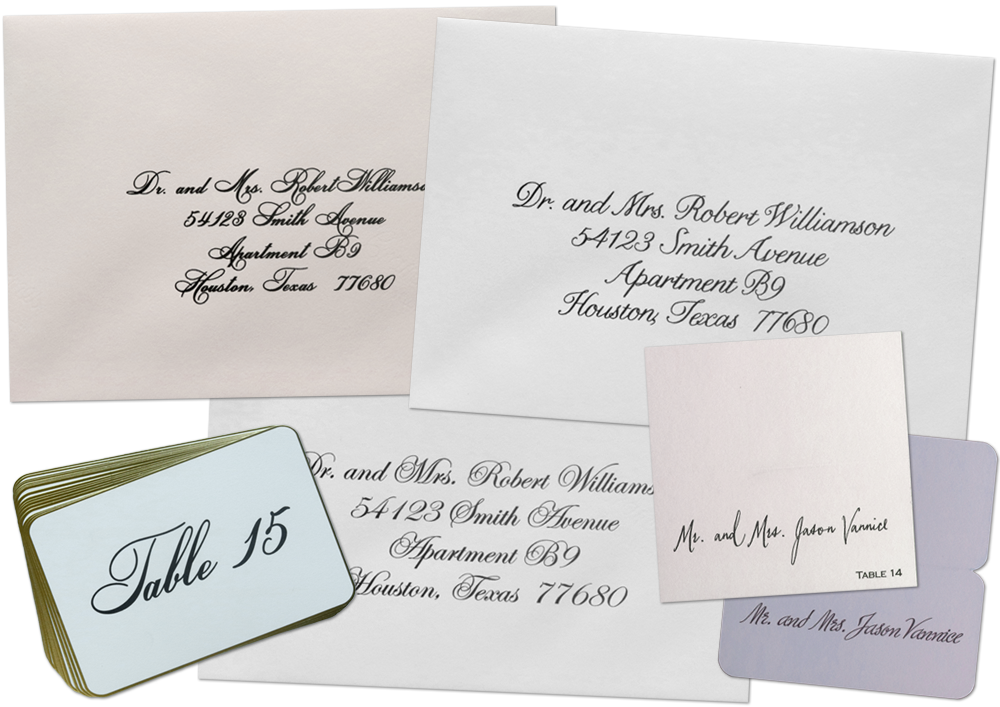 Dr. and Mrs. Robert Williamso
54123 Smith Avenue
Apartment B9
Houston, Texas 77680
Dr. and Mrs. Robert Williamson
54123 Smith Avenue
Apartment B9
Houston, Texas 77680
Dr. and Mrs. Robert Williams
54123 Smith Avenue
Apartment B9
Houston, Texas 77680
Table 15
Mr. and Mrs. Jason Vannice
TABLE 14
Mr. and Mrs. Jason Vannice